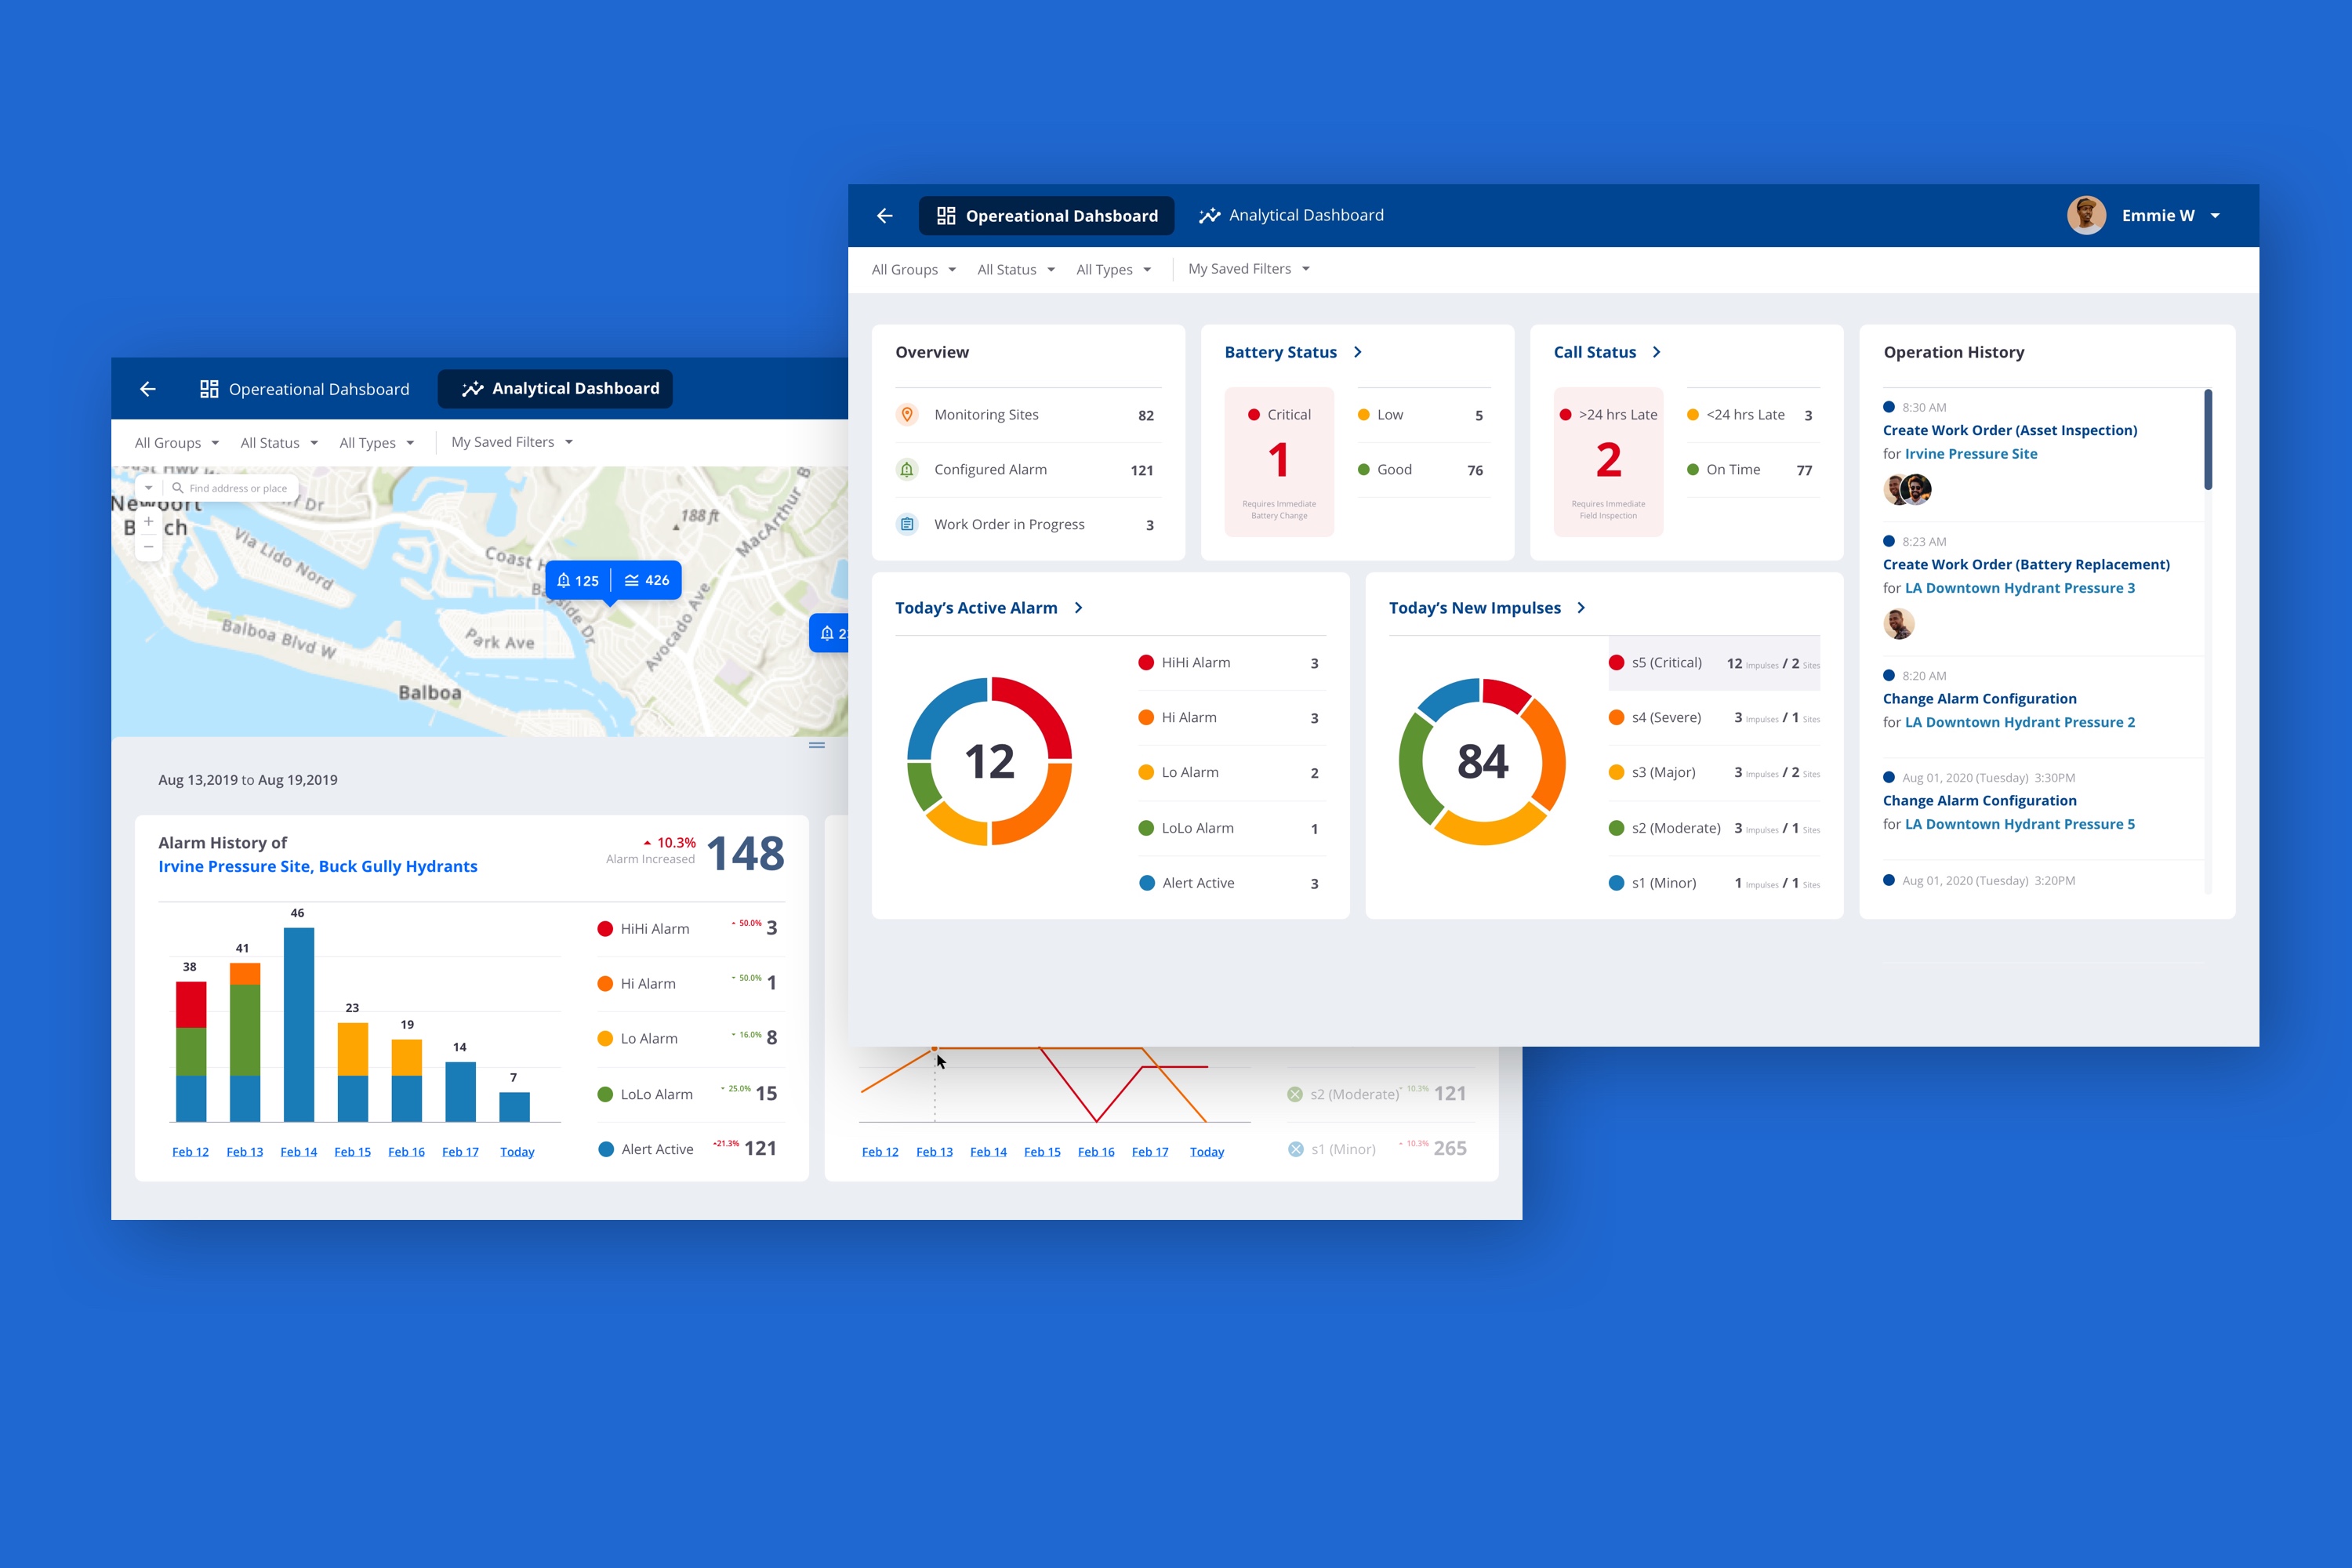 Opereational Dahsboard
Analytical Dashboard
Emmie W
All Groups
All Status
All Types
My Saved Filters
Overview
Monitoring Sites 82
Configured Alarm 121
Work Order in Progress 3
Battery Status
Critical
1
Requires Immediate
Battery Change
Low 5
Good 76
Call Status
>24 hrs Late
2
Requires Immediate
Field Inspection
<24 hrs Late 3
On Time 77
Operation History
8:30 AM
Create Work Order (Asset Inspection)
for Irvine Pressure Site
8:23 AM
Create Work Order (Battery Replacement)
for LA Downtown Hydrant Pressure 3
8:20 AM
Change Alarm Configuration
for LA Downtown Hydrant Pressure 2
Aug 01, 2020 (Tuesday) 3:30PM
Change Alarm Configuration
for LA Downtown Hydrant Pressure 5
Aug 01, 2020 (Tuesday) 3:20PM
Today's Active Alarm
12
HiHi Alarm 3
Hi Alarm 3
Lo Alarm 2
LoLo Alarm 1
Alert Active 3
Today's New Impulses
84
s5 (Critical) 12 Impulses / 2 Sites
s4 (Severe) 3 Impulses / 1 Sites
s3 (Major) 3 Impulses / 2 Sites
s2 (Moderate) 3 Impulses / 1 Sites
s1 (Minor) 1 Impulses / 1 Sites
Opereational Dahsboard
Analytical Dashboard
All Groups
All Status
All Types
My Saved Filters
Find address or place
Dr
188 ft
MacArthur B
Via Lido Nord
Coast H
125 426
Bayside Dr
Balboa Blvd W
Park Ave
Avocado Ave
Balboa
Aug 13,2019 to Aug 19,2019
Alarm History of
Irvine Pressure Site, Buck Gully Hydrants
10.3%
Alarm Increased
148
38
41
46
23
19
14
7
Feb 12
Feb 13
Feb 14
Feb 15
Feb 16
Feb 17
Today
HiHi Alarm 50.0% 3
Hi Alarm 50.0% 1
Lo Alarm 16.0% 8
LoLo Alarm 25.0% 15
Alert Active 21.3% 121
Feb 12
Feb 13
Feb 14
Feb 15
Feb 16
Feb 17
Today
s2 (Moderate) 10.3% 121
s1 (Minor) 10.3% 265